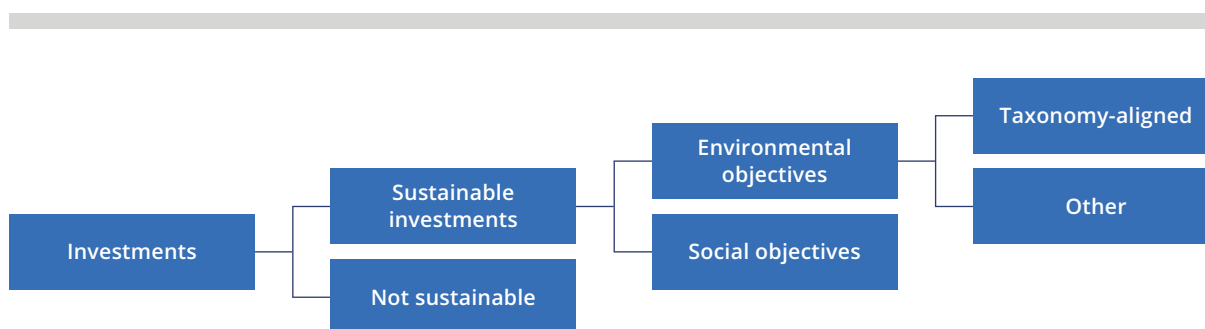 Investments
Sustainable
investments
Not sustainable
Environmental
objectives
Social objectives
Taxonomy-aligned
Other